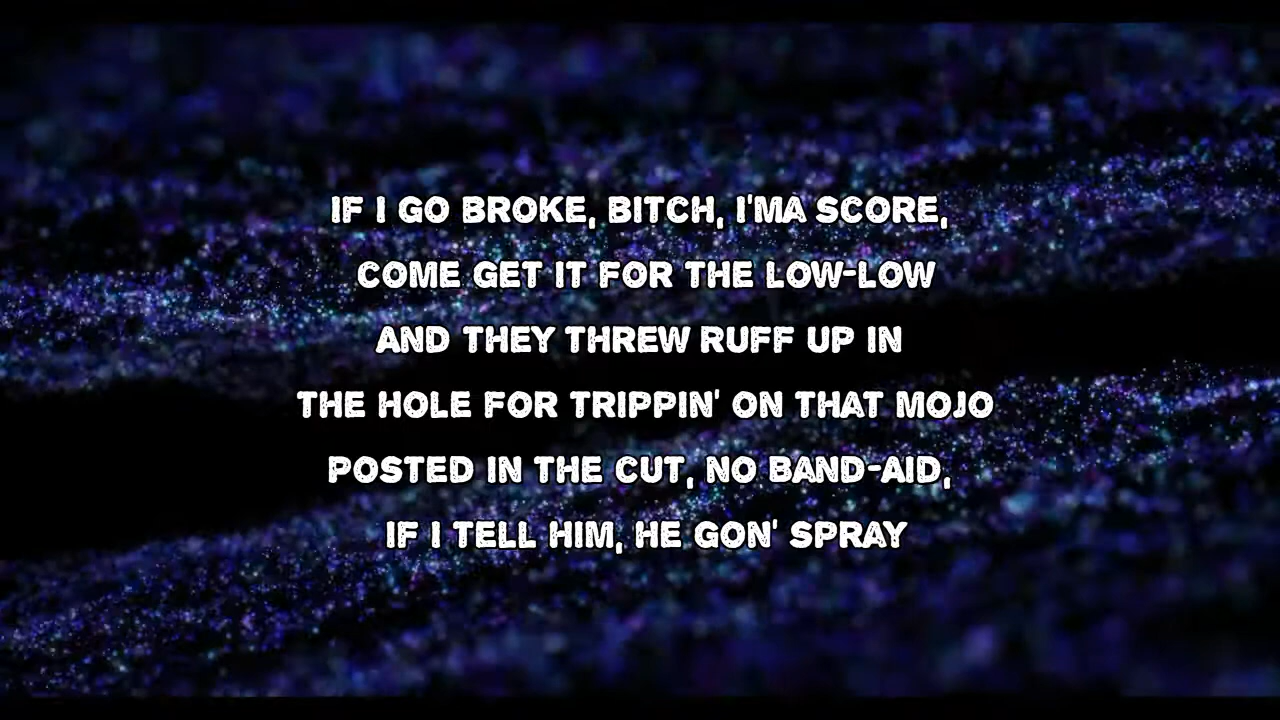 IF I GO BROKE, BITCH, I'MA SCORE,
COME GET IT FOR THE LOW-LOW
AND THEY THREW RUFF UP IN
THE HOLE FOR TRIPPIN' ON THAT MOJO
POSTED IN THE CUT, NO BAND-AID,
IF I TELL HIM, HE GON' SPRAY